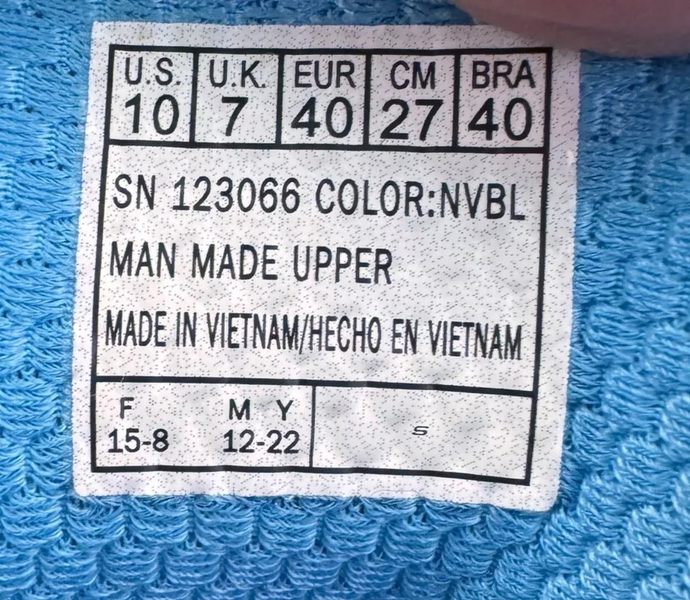 U.S. U.K. EUR CM BRA
10 7 40 27 40
SN 123066 COLOR:NVBL
MAN MADE UPPER
MADE IN VIETNAM/HECHO EN VIETNAM
F M Y
15-8 12-22
S